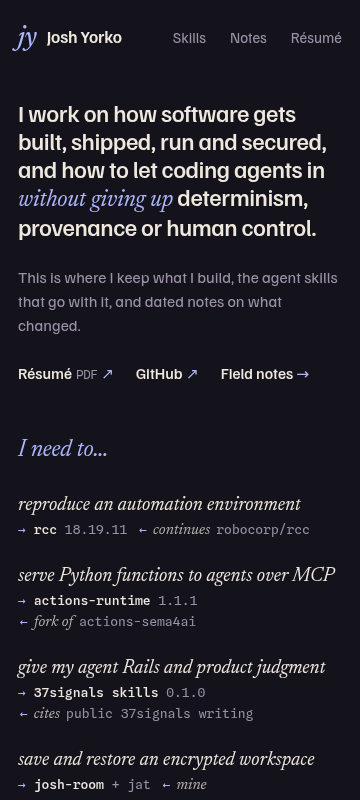 jy Josh Yorko Skills Notes Résumé
I work on how software gets
built, shipped, run and secured,
and how to let coding agents in
without giving up determinism,
provenance or human control.
This is where I keep what I build, the agent skills
that go with it, and dated notes on what
changed.
Résumé PDF ↗ GitHub ↗ Field notes →
I need to...
reproduce an automation environment
→ rcc 18.19.11 ← continues robocorp/rcc
serve Python functions to agents over MCP
→ actions-runtime 1.1.1
← fork of actions-sema4ai
give my agent Rails and product judgment
→ 37signals skills 0.1.0
← cites public 37signals writing
save and restore an encrypted workspace
→ josh-room + jat ← mine